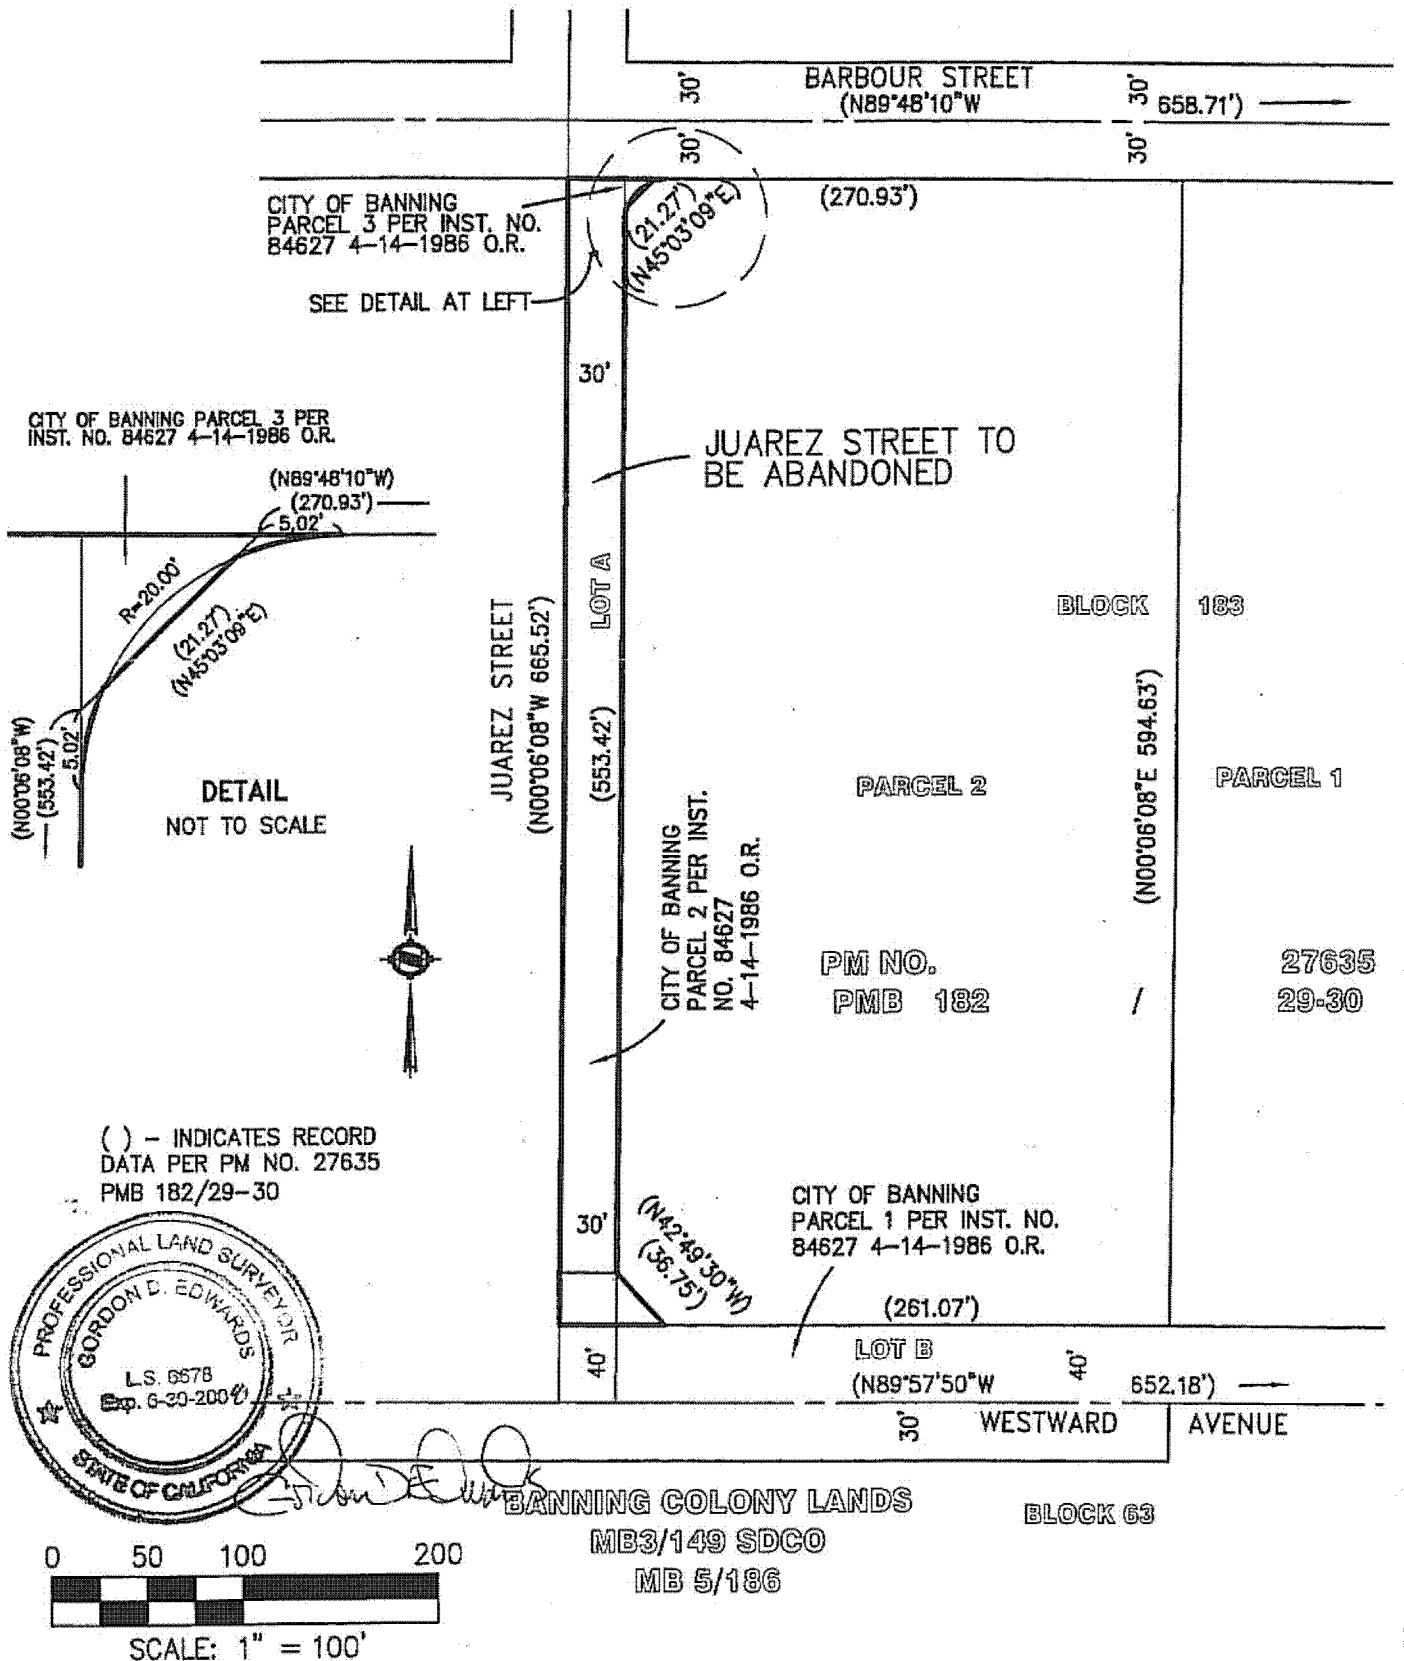 BARBOUR STREET
(N89°48'10"W
658.71')
30'
30'
30'
30'
CITY OF BANNING
PARCEL 3 PER INST. NO.
84627 4-14-1986 O.R.
(21.27')
(N45°03'09"E)
(270.93')
SEE DETAIL AT LEFT
30'
CITY OF BANNING PARCEL 3 PER
INST. NO. 84627 4-14-1986 O.R.
(N89°48'10"W)
(270.93')
5.02'
R=20.00'
(21.27')
(N45°03'09"E)
(N00°06'08"W)
(553.42')
5.02'
DETAIL
NOT TO SCALE
JUAREZ STREET TO
BE ABANDONED
LOT A
JUAREZ STREET
(N00°06'08"W 665.52')
(553.42')
BLOCK 183
(N00°06'08"E 594.63')
PARCEL 2
PARCEL 1
CITY OF BANNING
PARCEL 2 PER INST.
NO. 84627
4-14-1986 O.R.
PM NO. 27635
PMB 182 / 29-30
( ) - INDICATES RECORD
DATA PER PM NO. 27635
PMB 182/29-30
30'
(N42°49'30"W)
(36.75')
CITY OF BANNING
PARCEL 1 PER INST. NO.
84627 4-14-1986 O.R.
(261.07')
LOT B
40'
40'
(N89°57'50"W
652.18')
30'
WESTWARD AVENUE
PROFESSIONAL LAND SURVEYOR
GORDON D. EDWARDS
L.S. 6678
Exp. 6-30-200
STATE OF CALIFORNIA
BANNING COLONY LANDS
MB3/149 SDCO
MB 5/186
BLOCK 63
0 50 100 200
SCALE: 1" = 100'